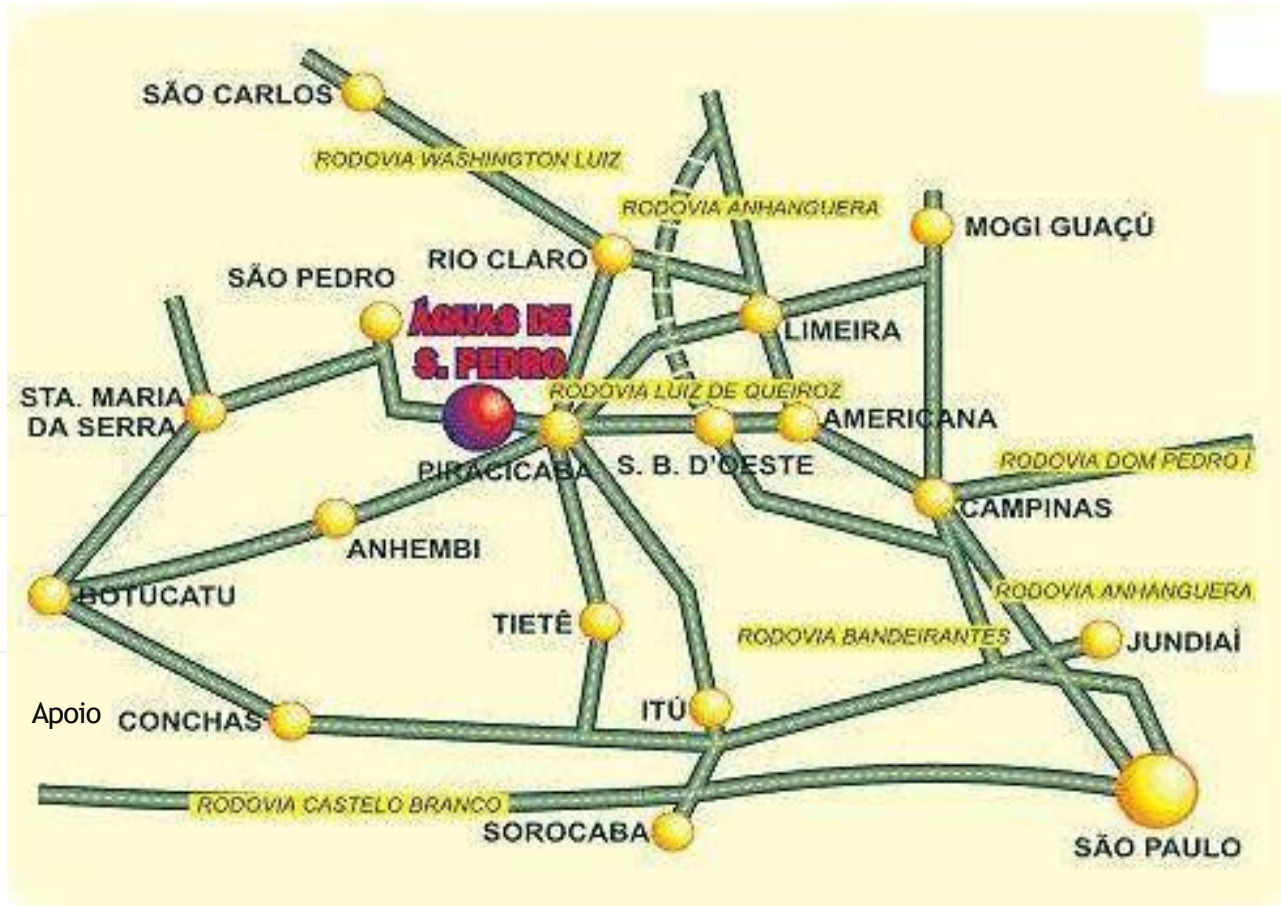 SÃO CARLOS
RODOVIA WASHINGTON LUIZ
RODOVIA ANHANGUERA
MOGI GUAÇÚ
RIO CLARO
SÃO PEDRO
ÁGUAS DE
S. PEDRO
LIMEIRA
STA. MARIA
DA SERRA
RODOVIA LUIZ DE QUEIROZ
AMERICANA
PIRACICABA
S. B. D'OESTE
RODOVIA DOM PEDRO I
CAMPINAS
ANHEMBI
BOTUCATU
RODOVIA ANHANGUERA
TIETÊ
RODOVIA BANDEIRANTES
JUNDIAÍ
Apoio
CONCHAS
ITÚ
RODOVIA CASTELO BRANCO
SOROCABA
SÃO PAULO